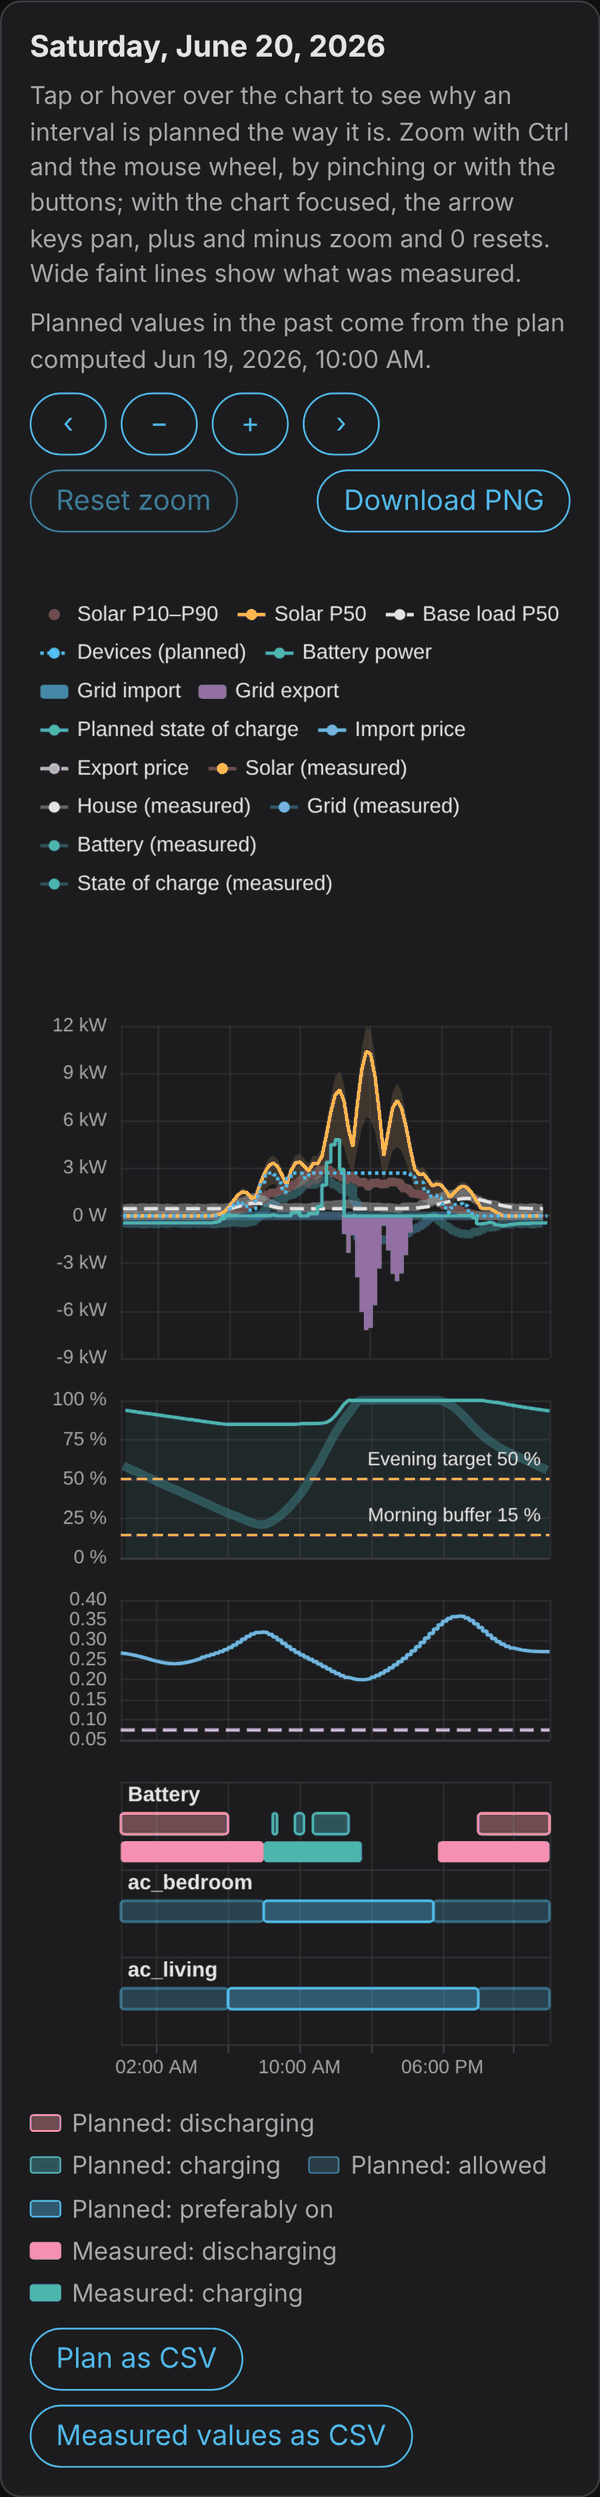 Saturday, June 20, 2026
Tap or hover over the chart to see why an
interval is planned the way it is. Zoom with Ctrl
and the mouse wheel, by pinching or with the
buttons; with the chart focused, the arrow
keys pan, plus and minus zoom and 0 resets.
Wide faint lines show what was measured.
Planned values in the past come from the plan
computed Jun 19, 2026, 10:00 AM.
‹ − + ›
Reset zoom Download PNG
Solar P10–P90 Solar P50 Base load P50
Devices (planned) Battery power
Grid import Grid export
Planned state of charge Import price
Export price Solar (measured)
House (measured) Grid (measured)
Battery (measured)
State of charge (measured)
12 kW
9 kW
6 kW
3 kW
0 W
-3 kW
-6 kW
-9 kW
100 %
75 %
Evening target 50 %
50 %
25 %
Morning buffer 15 %
0 %
0.40
0.35
0.30
0.25
0.20
0.15
0.10
0.05
Battery
ac_bedroom
ac_living
02:00 AM 10:00 AM 06:00 PM
Planned: discharging
Planned: charging Planned: allowed
Planned: preferably on
Measured: discharging
Measured: charging
Plan as CSV
Measured values as CSV